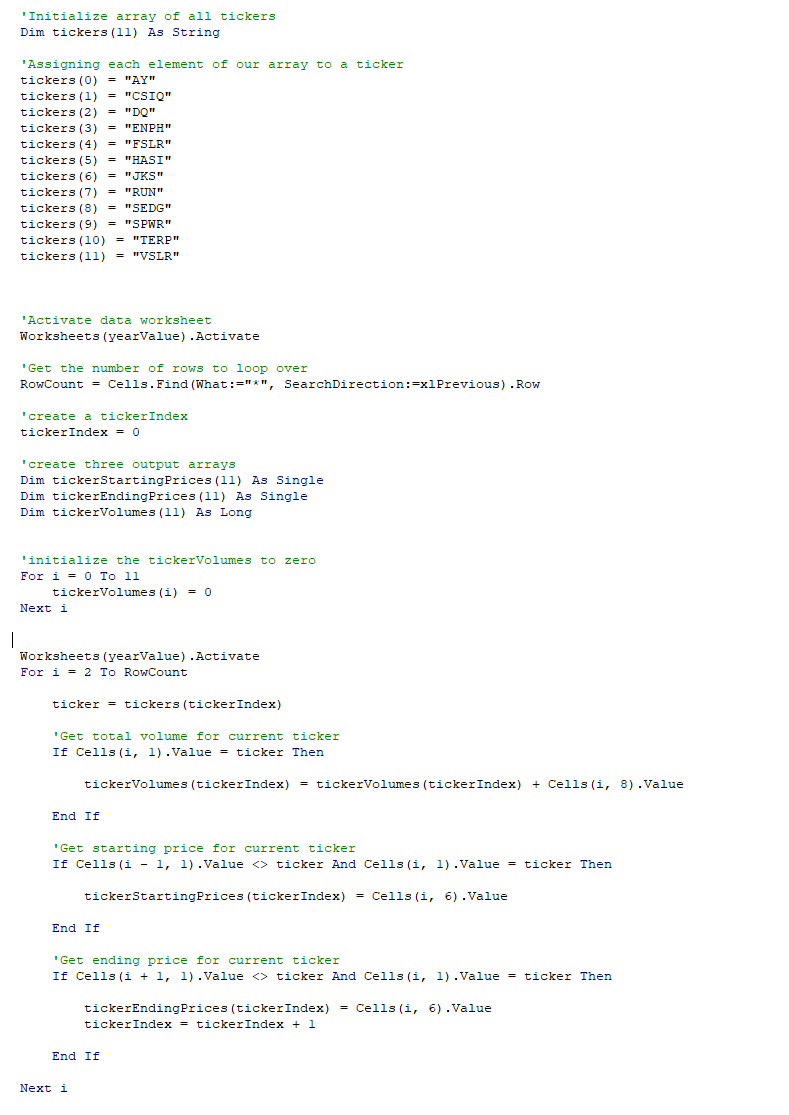 'Initialize array of all tickers
Dim tickers(11) As String
'Assigning each element of our array to a ticker
tickers(0) = "AY"
tickers(1) = "CSIQ"
tickers(2) = "DQ"
tickers(3) = "ENPH"
tickers(4) = "FSLR"
tickers(5) = "HASI"
tickers(6) = "JKS"
tickers(7) = "RUN"
tickers(8) = "SEDG"
tickers(9) = "SPWR"
tickers(10) = "TERP"
tickers(11) = "VSLR"
'Activate data worksheet
Worksheets(yearValue).Activate
'Get the number of rows to loop over
RowCount = Cells.Find(What:="*", SearchDirection:=xlPrevious).Row
'create a tickerIndex
tickerIndex = 0
'create three output arrays
Dim tickerStartingPrices(11) As Single
Dim tickerEndingPrices(11) As Single
Dim tickerVolumes(11) As Long
'initialize the tickerVolumes to zero
For i = 0 To 11
    tickerVolumes(i) = 0
Next i
Worksheets(yearValue).Activate
For i = 2 To RowCount
    ticker = tickers(tickerIndex)
    'Get total volume for current ticker
    If Cells(i, 1).Value = ticker Then
        tickerVolumes(tickerIndex) = tickerVolumes(tickerIndex) + Cells(i, 8).Value
    End If
    'Get starting price for current ticker
    If Cells(i - 1, 1).Value <> ticker And Cells(i, 1).Value = ticker Then
        tickerStartingPrices(tickerIndex) = Cells(i, 6).Value
    End If
    'Get ending price for current ticker
    If Cells(i + 1, 1).Value <> ticker And Cells(i, 1).Value = ticker Then
        tickerEndingPrices(tickerIndex) = Cells(i, 6).Value
        tickerIndex = tickerIndex + 1
    End If
Next i